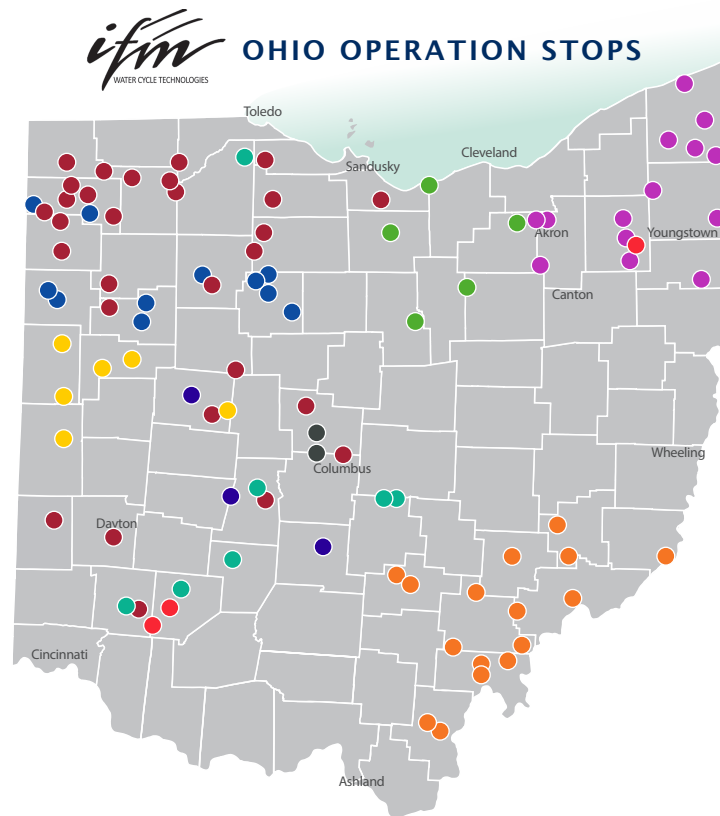 ifm
WATER CYCLE TECHNOLOGIES
OHIO OPERATION STOPS
Toledo
Cleveland
Sandusky
Akron
Youngstown
Canton
Wheeling
Columbus
Dayton
Cincinnati
Ashland